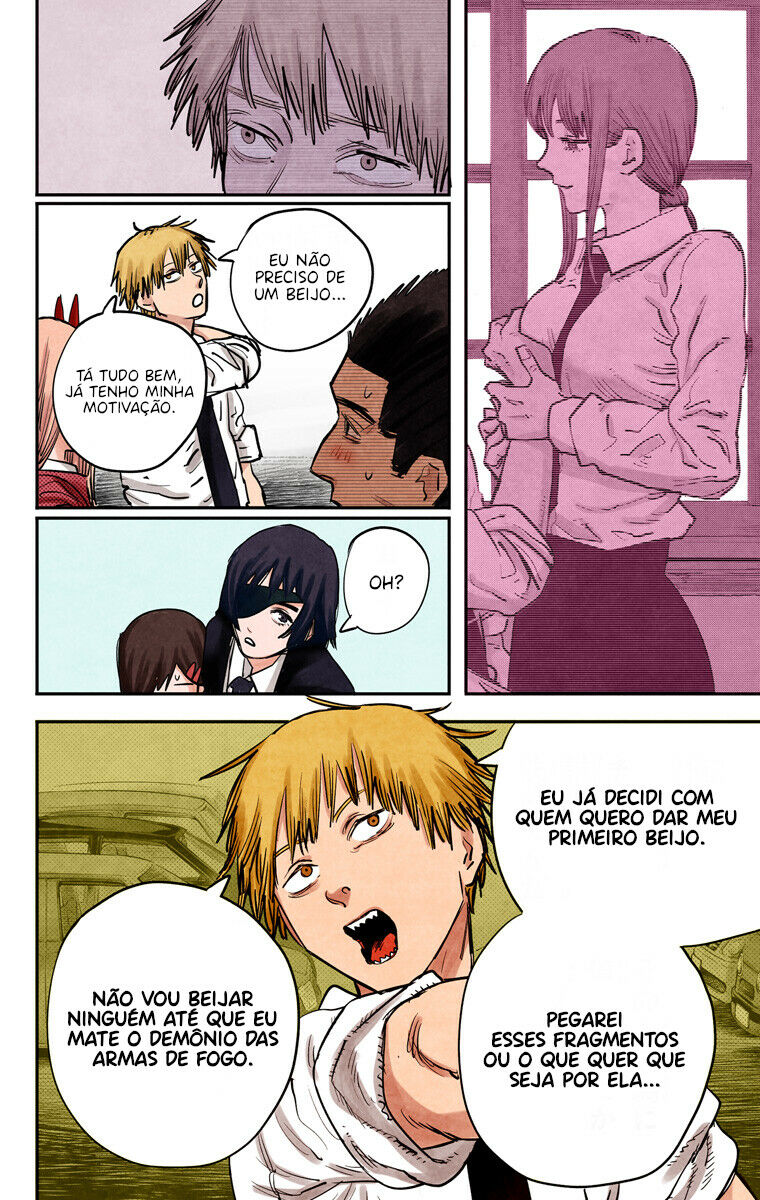 EU NÃO
PRECISO DE
UM BEIJO...
TÁ TUDO BEM,
JÁ TENHO MINHA
MOTIVAÇÃO.
OH?
EU JÁ DECIDI COM
QUEM QUERO DAR MEU
PRIMEIRO BEIJO.
PEGAREI
ESSES FRAGMENTOS
OU O QUE QUER QUE
SEJA POR ELA...
NÃO VOU BEIJAR
NINGUÉM ATÉ QUE EU
MATE O DEMÔNIO DAS
ARMAS DE FOGO.